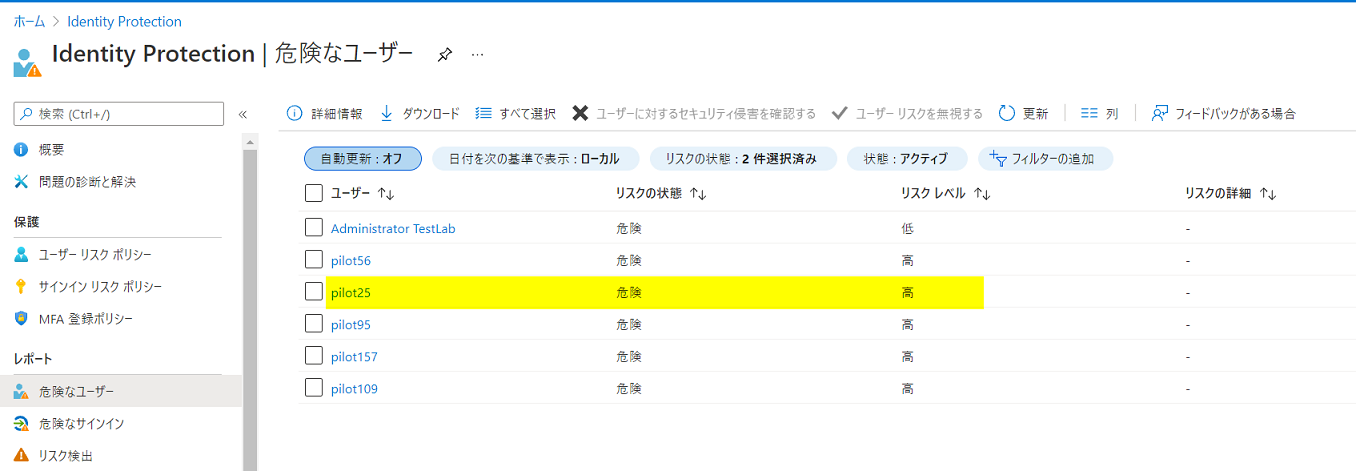 ホーム > Identity Protection
Identity Protection | 危険なユーザー ...
検索 (Ctrl+/) «
詳細情報 ダウンロード すべて選択 ユーザーに対するセキュリティ侵害を確認する ユーザー リスクを無視する 更新 列 フィードバックがある場合
自動更新 : オフ 日付を次の基準で表示 : ローカル リスクの状態 : 2 件選択済み 状態 : アクティブ フィルターの追加
概要
問題の診断と解決
保護
ユーザー リスク ポリシー
サインイン リスク ポリシー
MFA 登録ポリシー
レポート
危険なユーザー
危険なサインイン
リスク検出
ユーザー ↑↓ リスクの状態 ↑↓ リスク レベル ↑↓ リスクの詳細 ↑↓
Administrator TestLab 危険 低 -
pilot56 危険 高 -
pilot25 危険 高 -
pilot95 危険 高 -
pilot157 危険 高 -
pilot109 危険 高 -